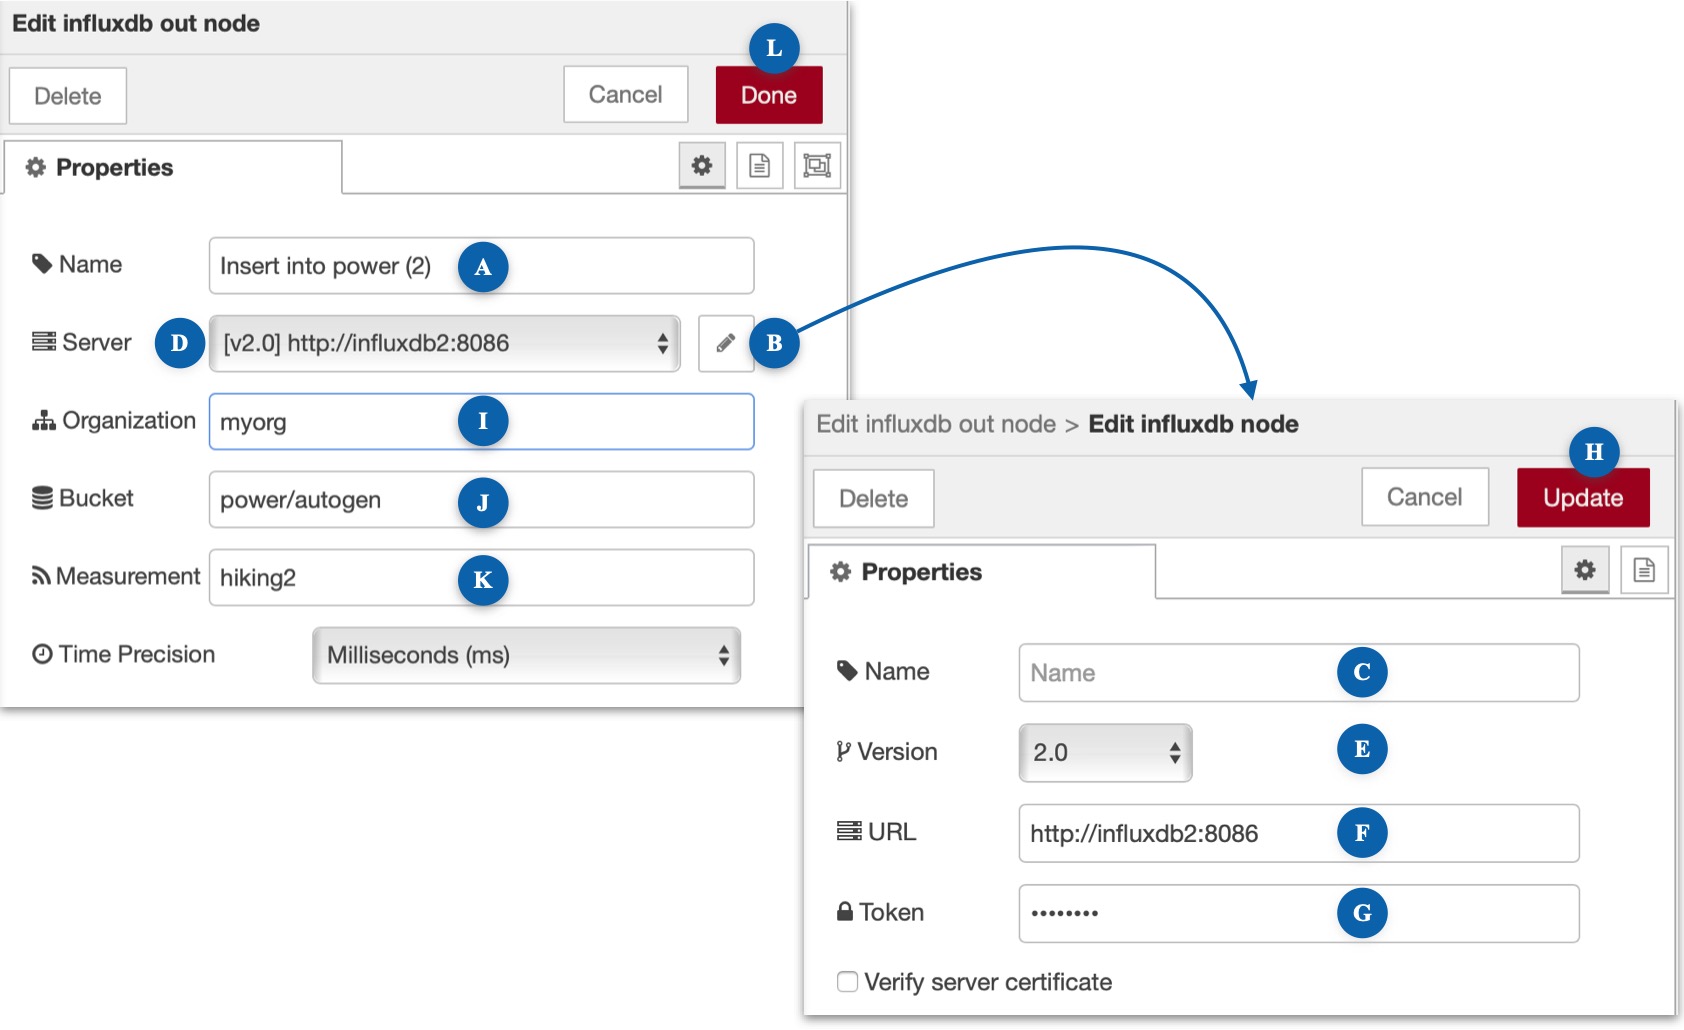 Edit influxdb out node
L
Delete
Cancel
Done
Properties
Name
Insert into power (2)
A
Server
D
[v2.0] http://influxdb2:8086
B
Organization
myorg
I
Bucket
power/autogen
J
Measurement
hiking2
K
Time Precision
Milliseconds (ms)
Edit influxdb out node > Edit influxdb node
H
Delete
Cancel
Update
Properties
Name
Name
C
Version
2.0
E
URL
http://influxdb2:8086
F
Token
••••••••
G
Verify server certificate